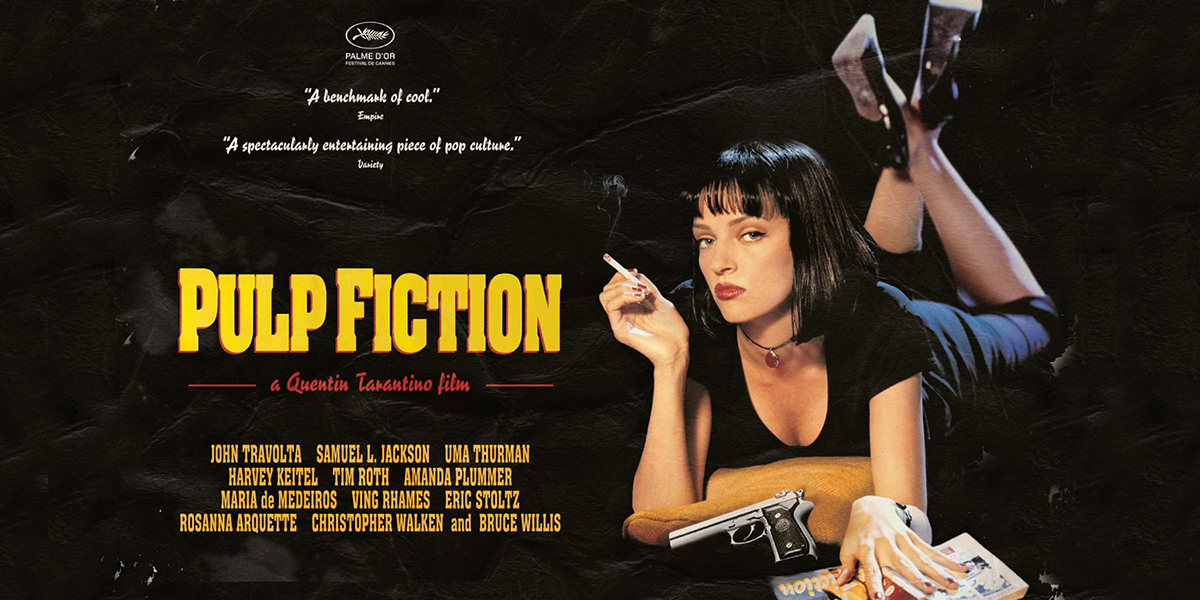 PALME D'OR
FESTIVAL DE CANNES
"A benchmark of cool."
Empire
"A spectacularly entertaining piece of pop culture."
Variety
PULP FICTION
a Quentin Tarantino film
JOHN TRAVOLTA SAMUEL L. JACKSON UMA THURMAN
HARVEY KEITEL TIM ROTH AMANDA PLUMMER
MARIA de MEDEIROS VING RHAMES ERIC STOLTZ
ROSANNA ARQUETTE CHRISTOPHER WALKEN and BRUCE WILLIS